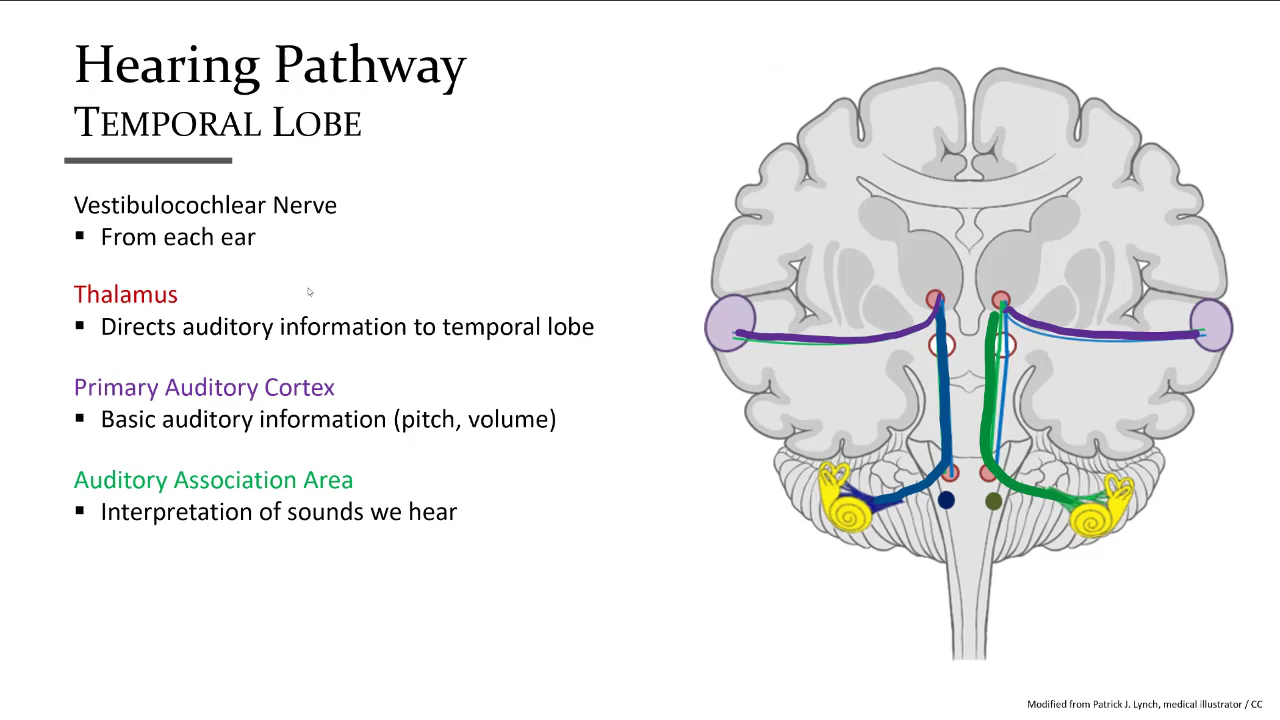 Hearing Pathway
TEMPORAL LOBE
Vestibulocochlear Nerve
▪ From each ear
Thalamus
▪ Directs auditory information to temporal lobe
Primary Auditory Cortex
▪ Basic auditory information (pitch, volume)
Auditory Association Area
▪ Interpretation of sounds we hear
Modified from Patrick J. Lynch, medical illustrator / CC